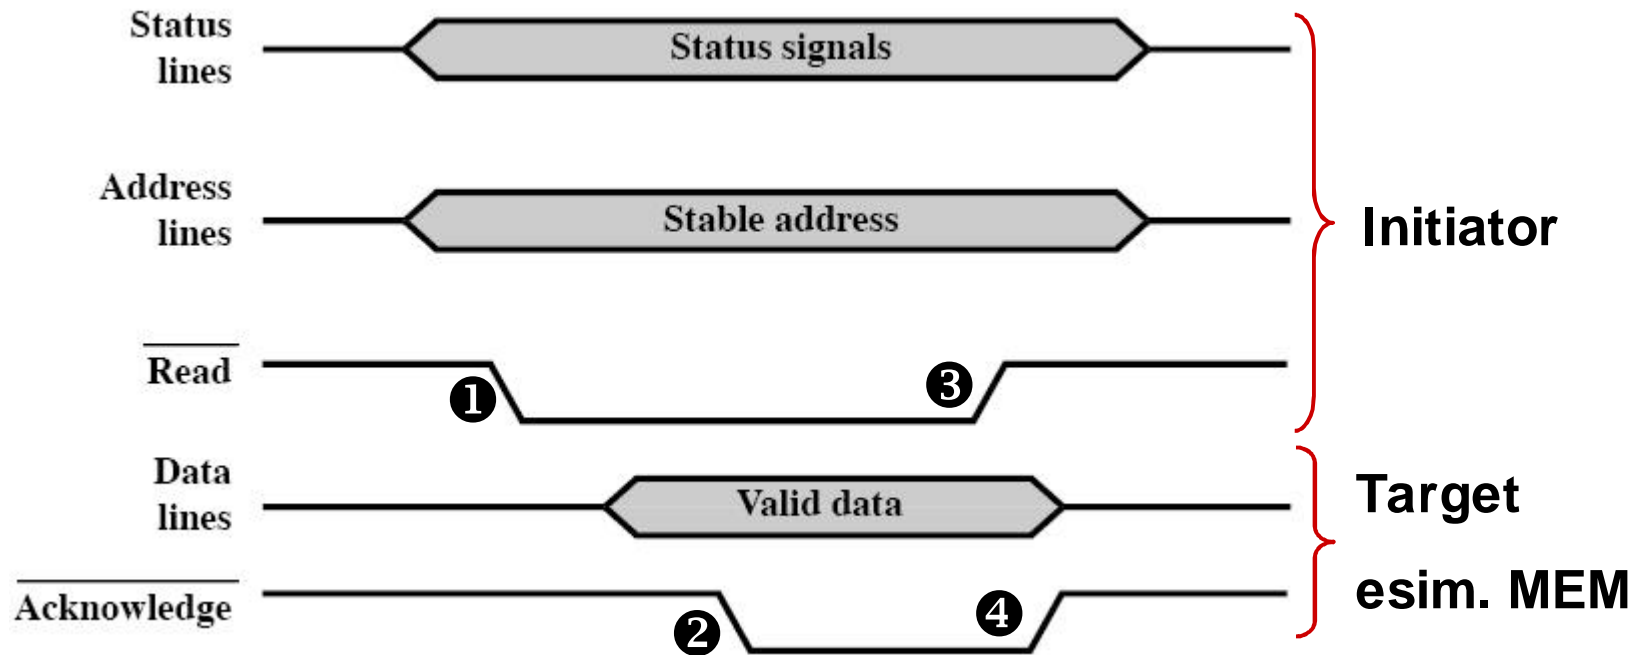 Status
lines
Status signals
Address
lines
Stable address
Initiator
Read
❶
❸
Data
lines
Valid data
Target
Acknowledge
❷
❹
esim. MEM